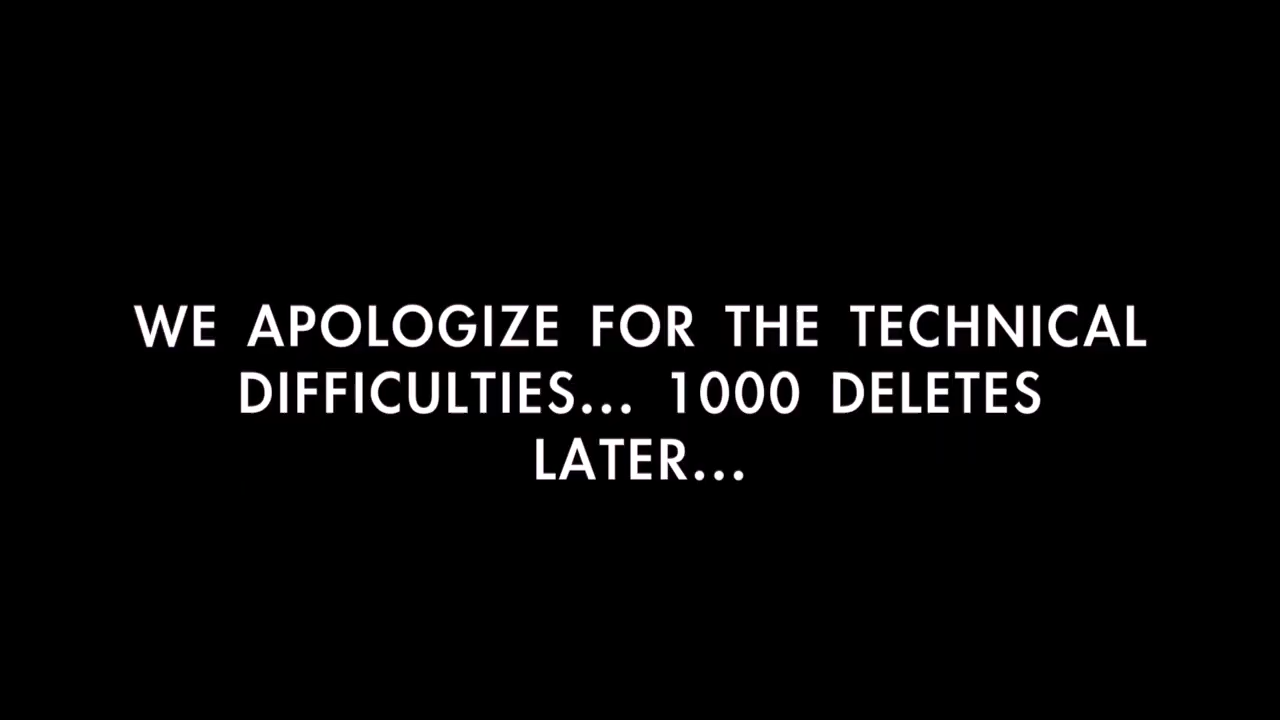 WE APOLOGIZE FOR THE TECHNICAL
DIFFICULTIES... 1000 DELETES
LATER...